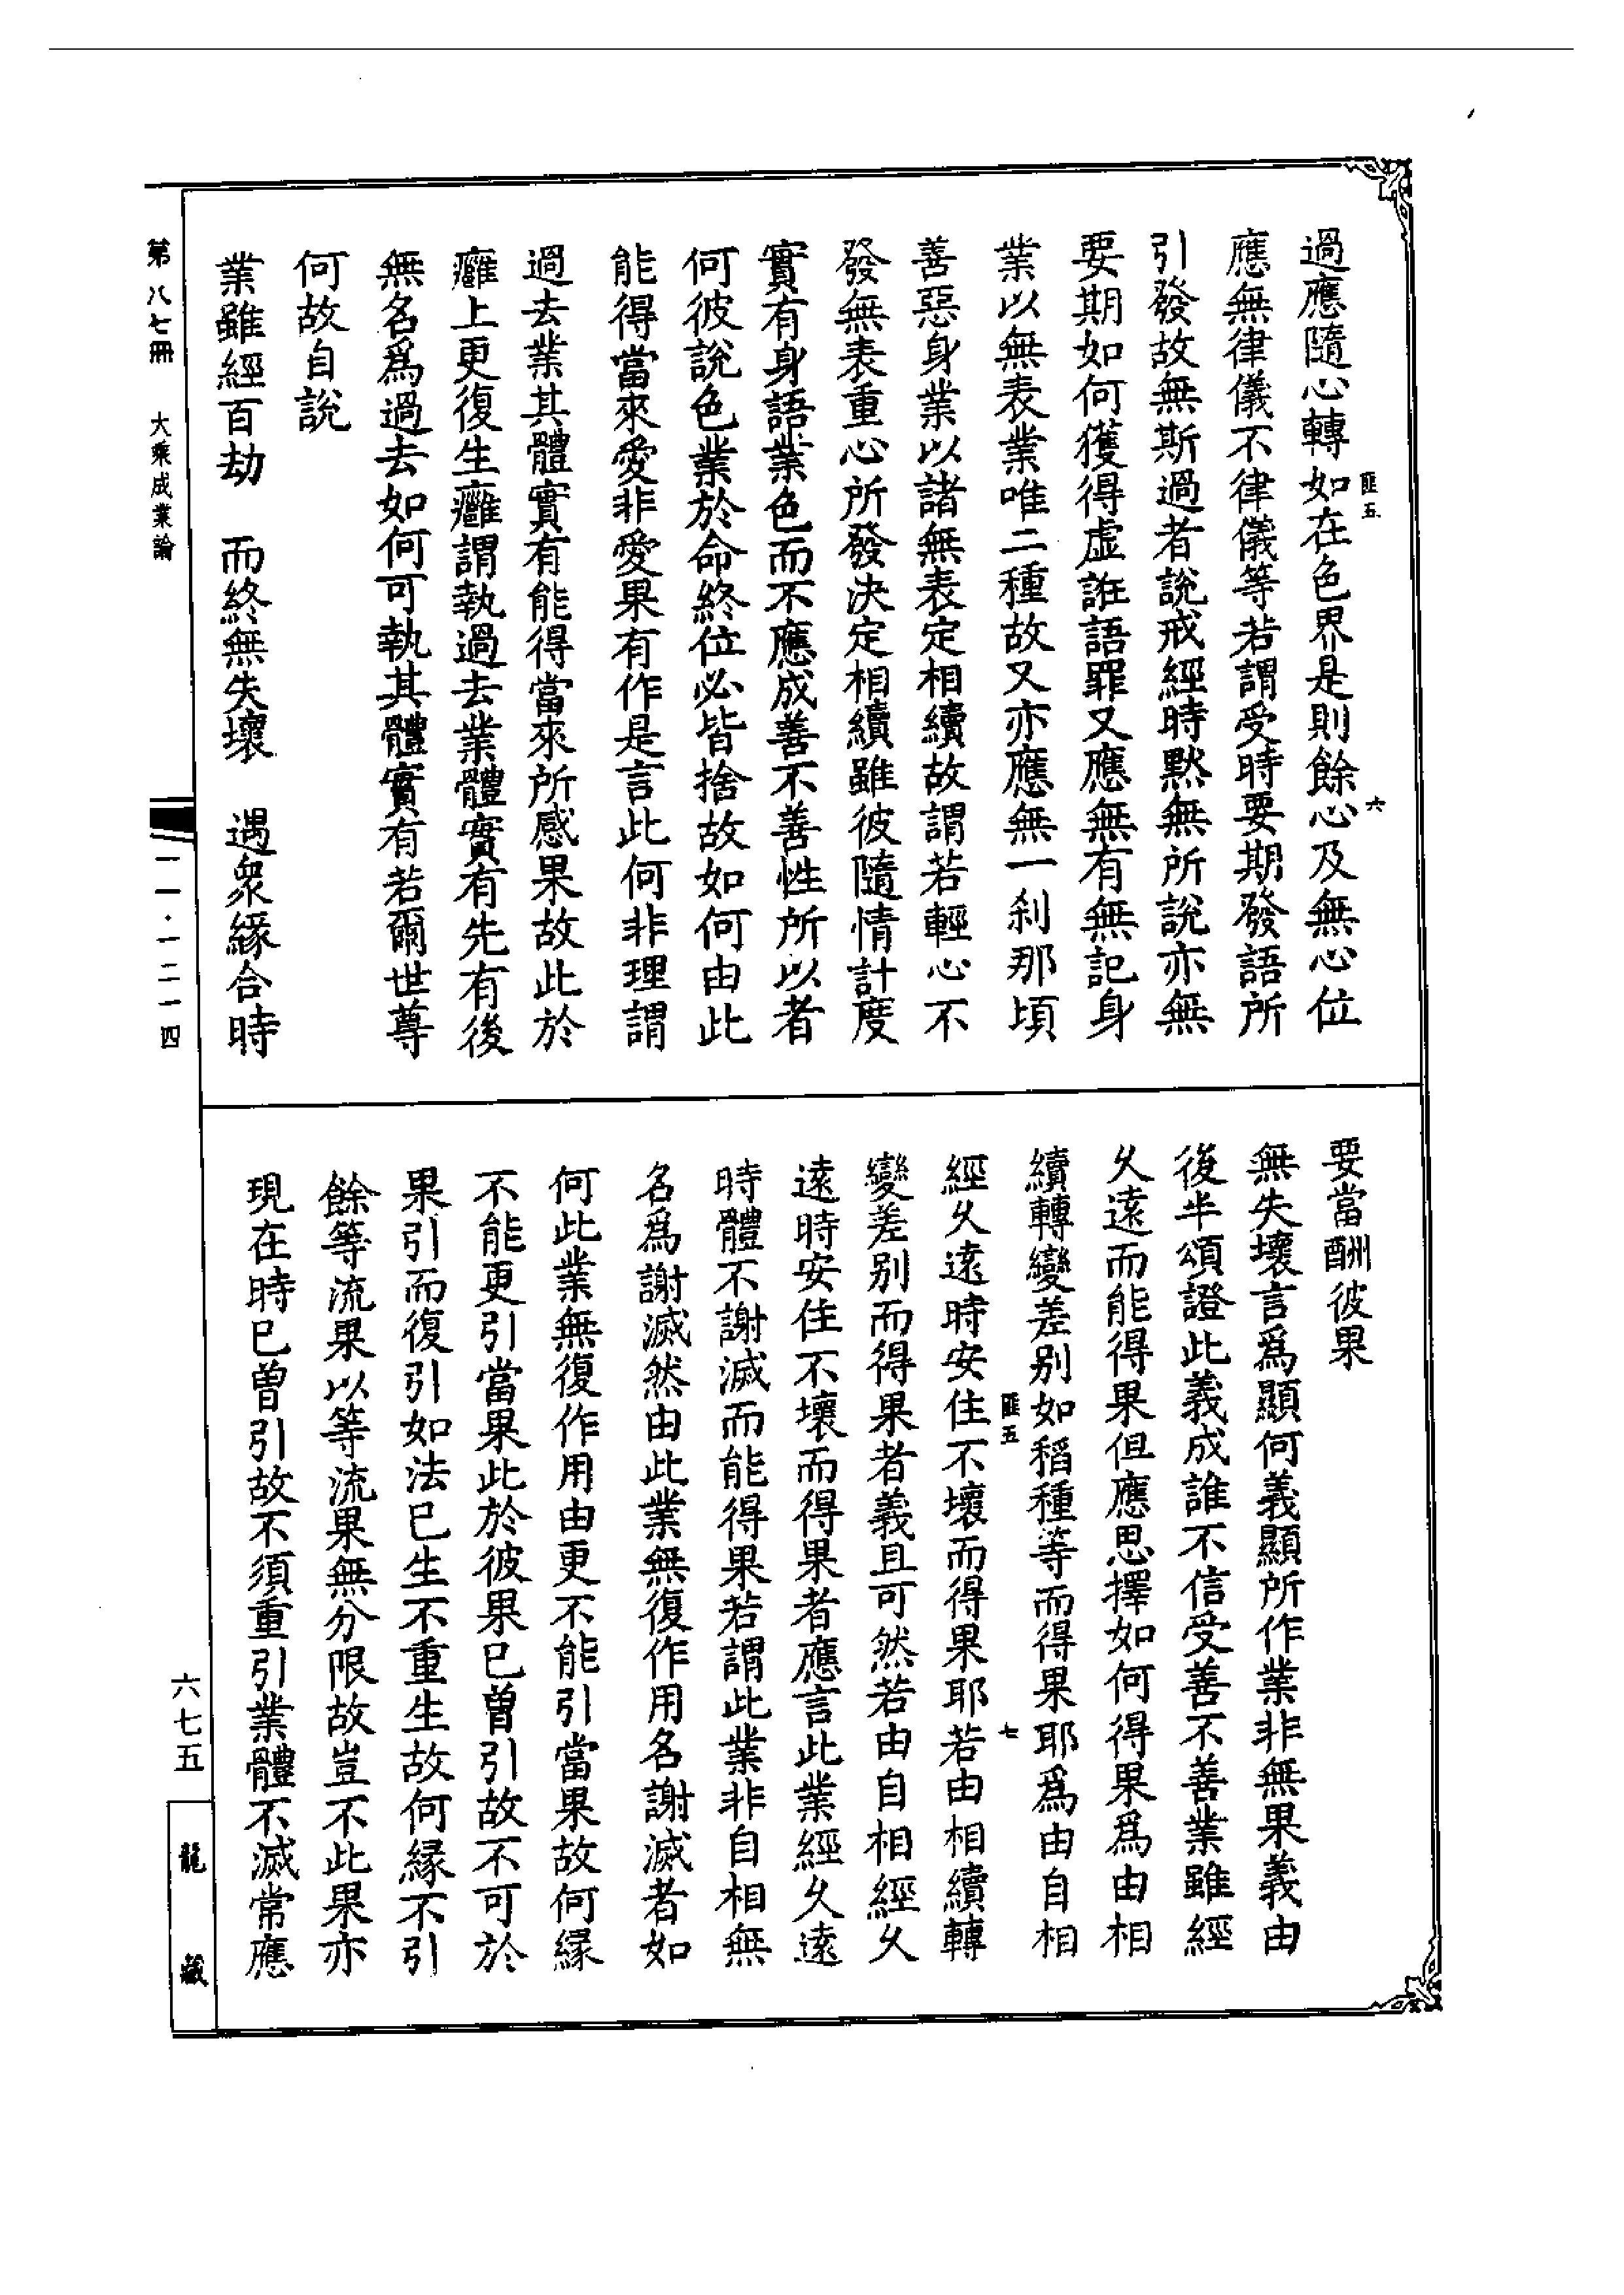 過應隨心轉如在色界是則餘心及無心位
匪五
六
應無律儀不律儀等若謂受時要期發語所
引發故無斯過者說戒經時默無所說亦無
要期如何獲得虛誑語罪又應無有無記身
業以無表業唯二種故又亦應無一剎那頃
善惡身業以諸無表定相續故謂若輕心不
發無表重心所發決定相續雖彼隨情計度
實有身語業色而不應成善不善性所以者
何彼說色業於命終位必皆捨故如何由此
能得當來愛非愛果有作是言此何非理謂
過去業其體實有能得當來所感果故此於
癰上更復生癰謂執過去業體實有先有後
無名爲過去如何可執其體實有若爾世尊
何故自說
業雖經百劫　而終無失壞　遇衆緣合時
第八七冊　大乘成業論
一一一·一二一四
要當酬彼果
無失壞言爲顯何義顯所作業非無果義由
後半頌證此義成誰不信受善不善業雖經
久遠而能得果但應思擇如何得果爲由相
續轉變差別如稻種等而得果耶爲由自相
匪五
七
經久遠時安住不壞而得果耶若由相續轉
變差別而得果者義且可然若由自相經久
遠時安住不壞而得果者應言此業經久遠
時體不謝滅而能得果若謂此業非自相無
名爲謝滅然由此業無復作用名謝滅者如
何此業無復作用由更不能引當果故何緣
不能更引當果此於彼果已曾引故不可於
果引而復引如法已生不重生故何緣不引
餘等流果以等流果無分限故豈不此果亦
現在時已曾引故不須重引業體不滅常應
六七五
龍藏